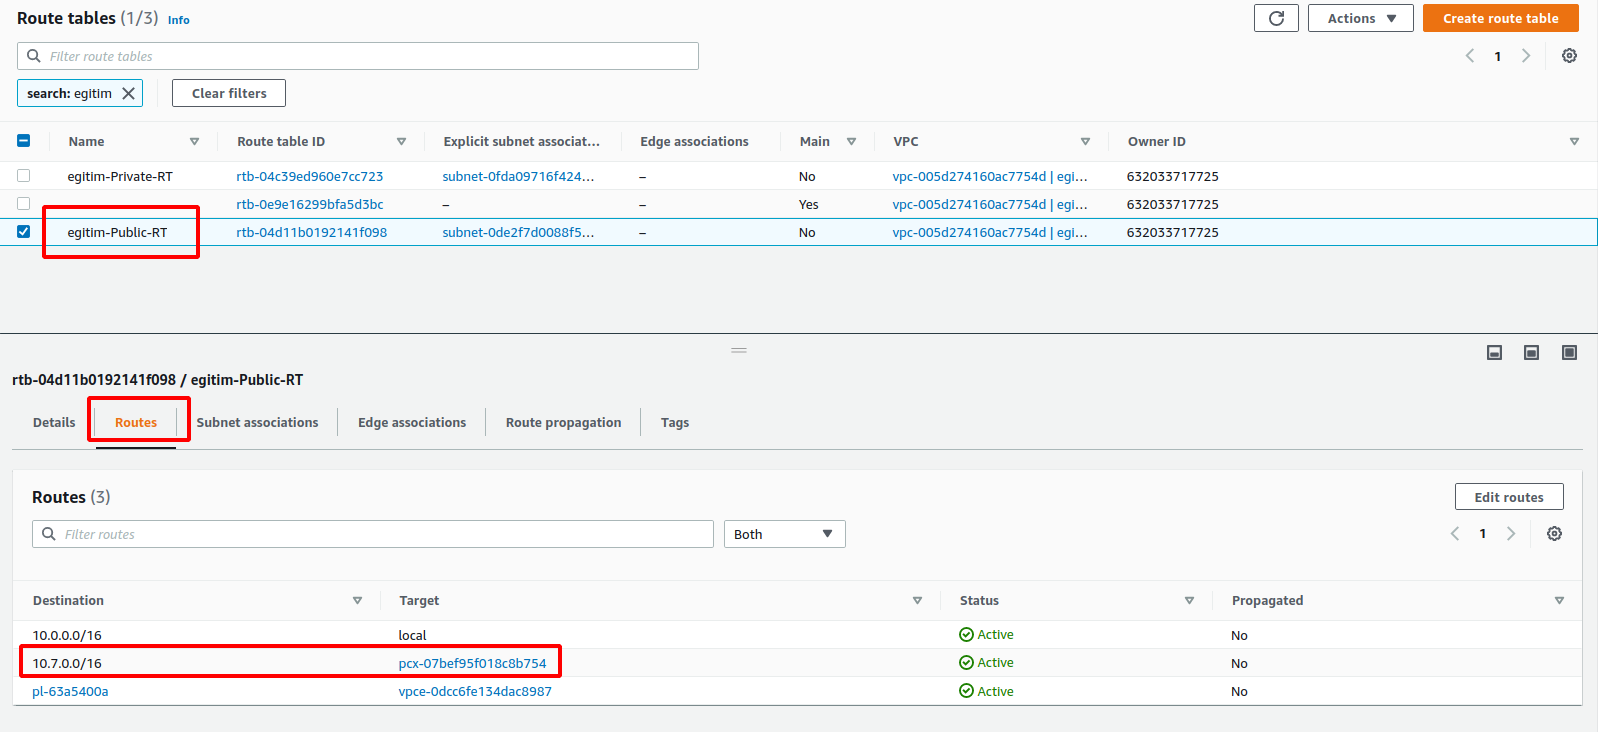 Route tables (1/3) Info
Actions
Create route table
Filter route tables
1
search: egitim
Clear filters
Name Route table ID Explicit subnet associat... Edge associations Main VPC Owner ID
egitim-Private-RT rtb-04c39ed960e7cc723 subnet-0fda09716f424... – No vpc-005d274160ac7754d | egi... 632033717725
rtb-0e9e16299bfa5d3bc – – Yes vpc-005d274160ac7754d | egi... 632033717725
egitim-Public-RT rtb-04d11b0192141f098 subnet-0de2f7d0088f5... – No vpc-005d274160ac7754d | egi... 632033717725
rtb-04d11b0192141f098 / egitim-Public-RT
Details Routes Subnet associations Edge associations Route propagation Tags
Routes (3)
Edit routes
Filter routes
Both
1
Destination Target Status Propagated
10.0.0.0/16 local Active No
10.7.0.0/16 pcx-07bef95f018c8b754 Active No
pl-63a5400a vpce-0dcc6fe134dac8987 Active No